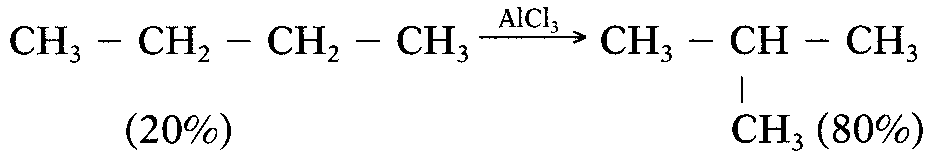 AlCl₃
CH₃ – CH₂ – CH₂ – CH₃ → CH₃ – CH – CH₃
|
(20%) CH₃ (80%)